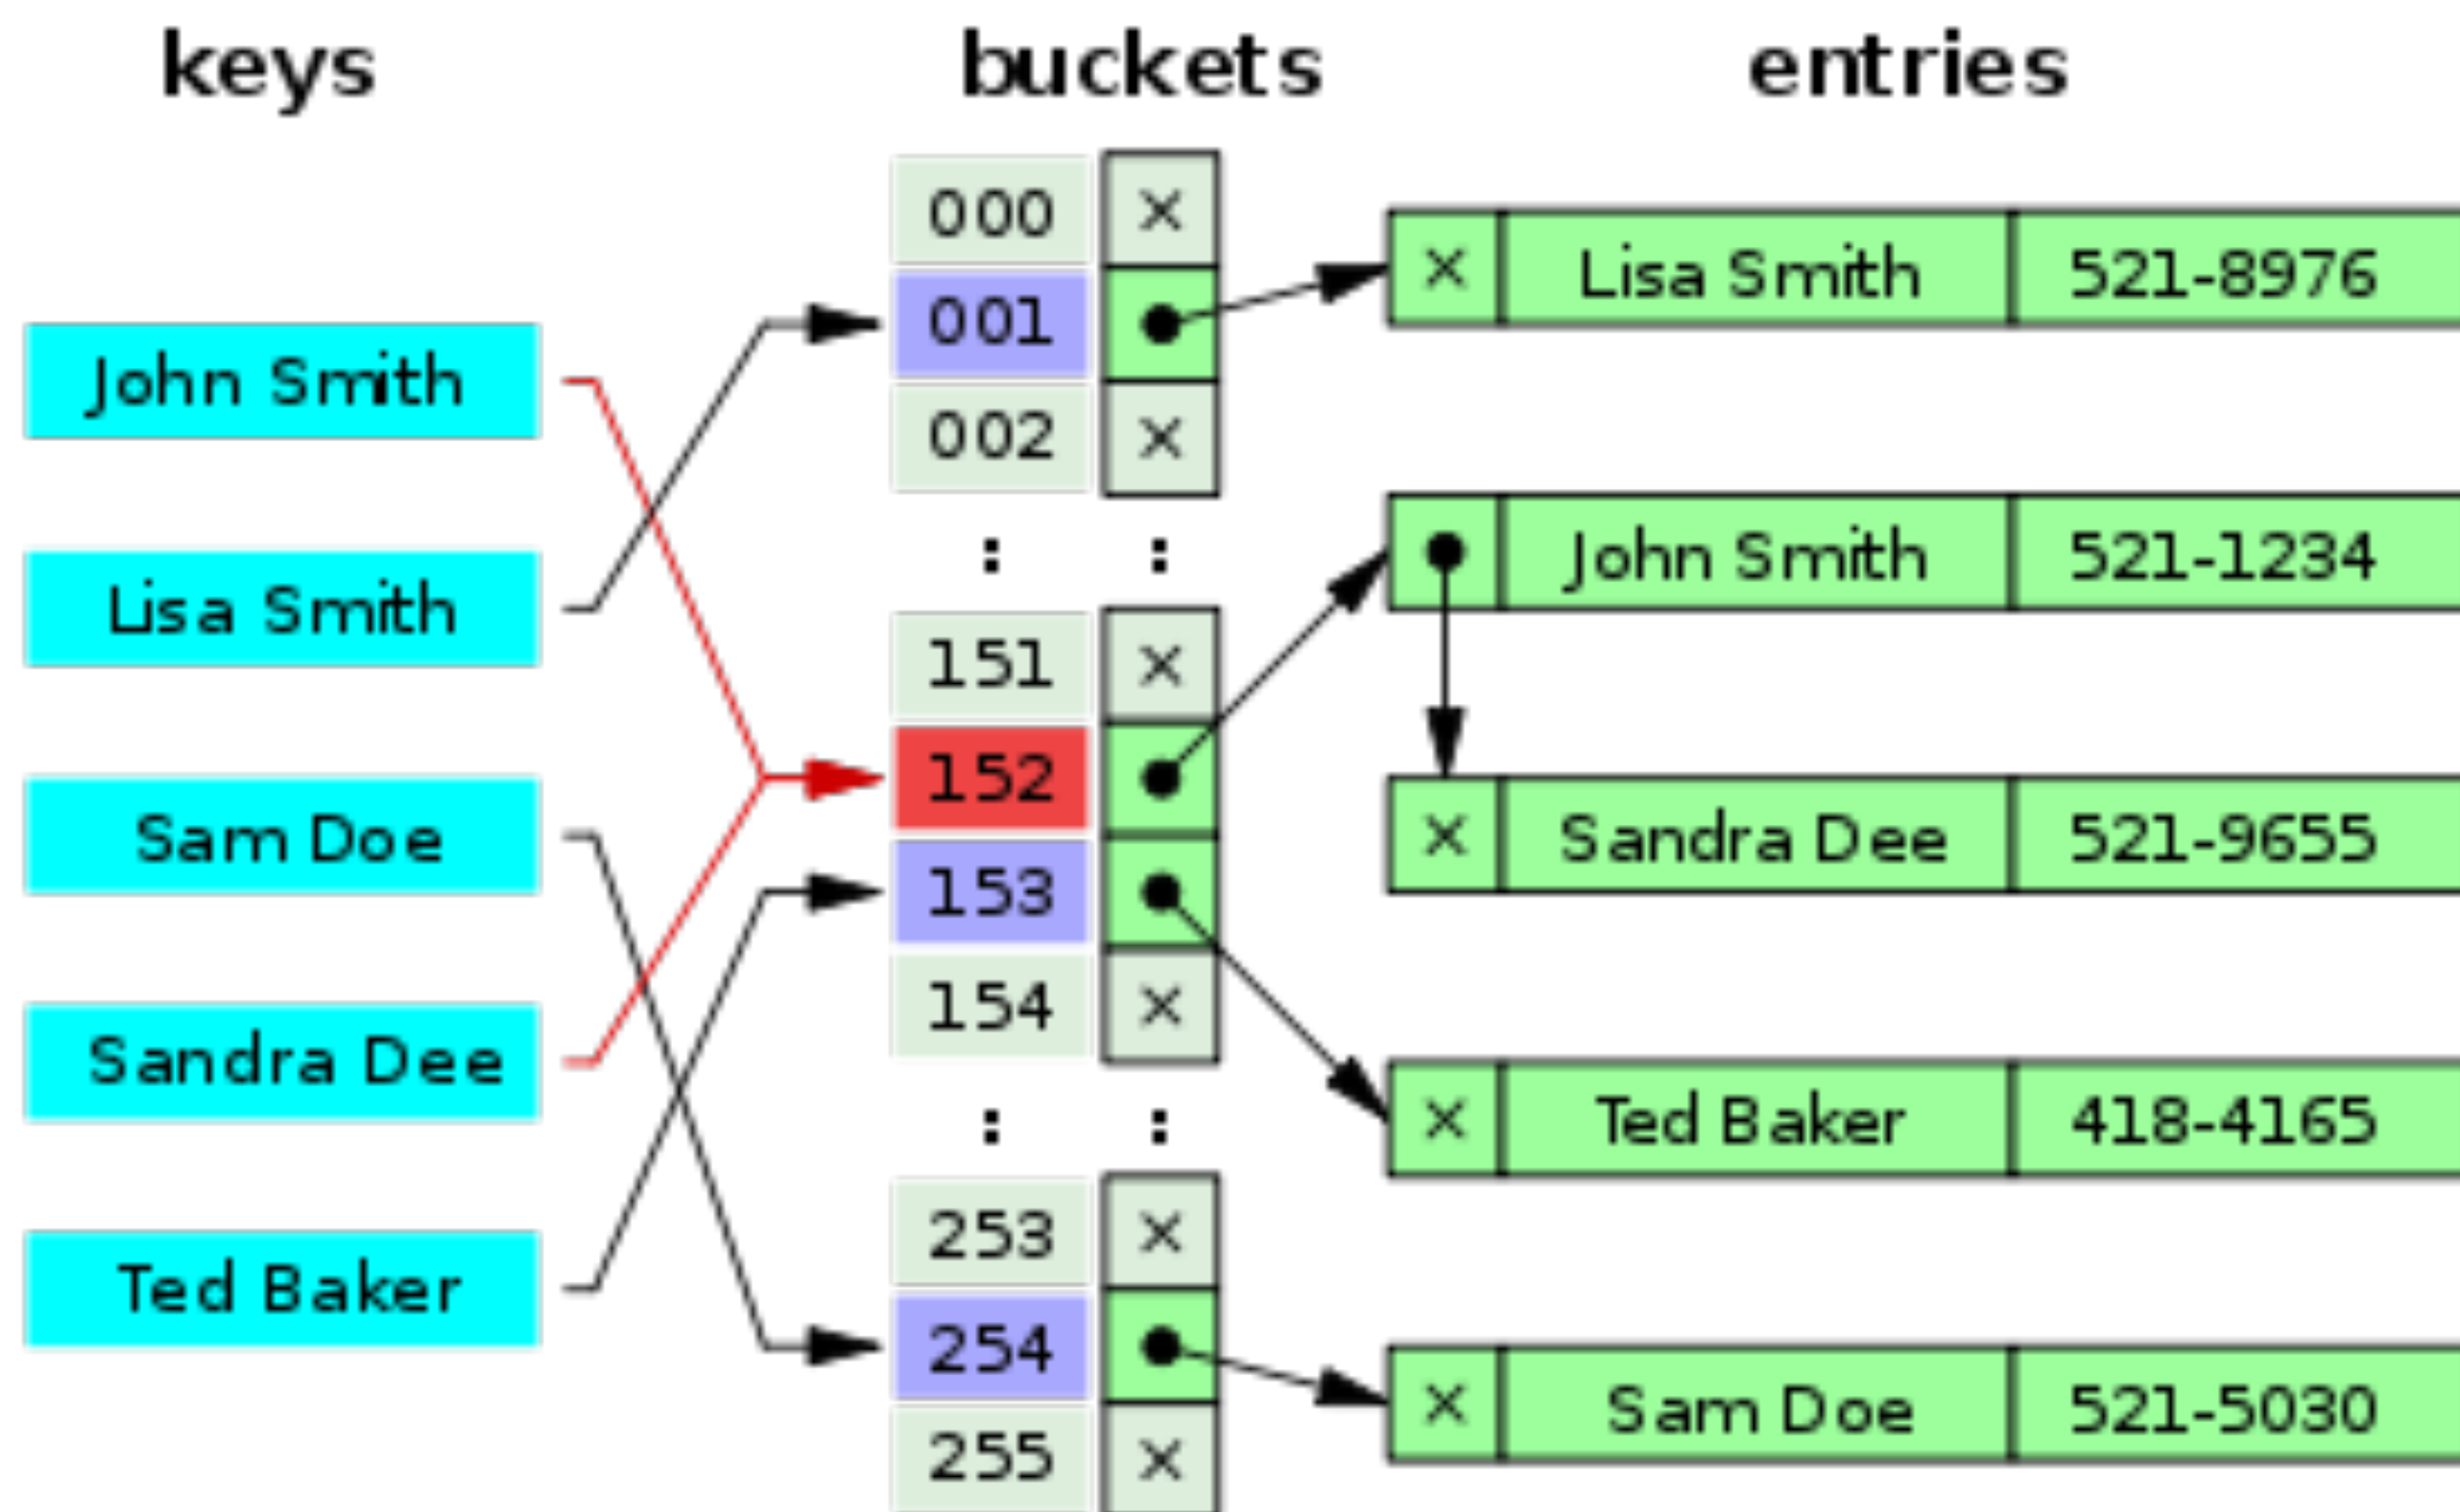 keys buckets entries
000 ×
001 × Lisa Smith 521-8976
John Smith
002 ×
: : John Smith 521-1234
Lisa Smith
151 ×
152
Sam Doe × Sandra Dee 521-9655
153
154 ×
Sandra Dee
: : × Ted Baker 418-4165
253 ×
Ted Baker
254
× Sam Doe 521-5030
255 ×